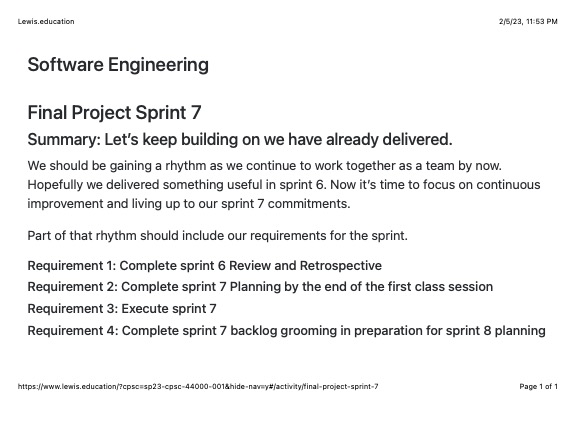 Lewis.education
2/5/23, 11:53 PM
Software Engineering
Final Project Sprint 7
Summary: Let’s keep building on we have already delivered.
We should be gaining a rhythm as we continue to work together as a team by now.
Hopefully we delivered something useful in sprint 6. Now it’s time to focus on continuous
improvement and living up to our sprint 7 commitments.
Part of that rhythm should include our requirements for the sprint.
Requirement 1: Complete sprint 6 Review and Retrospective
Requirement 2: Complete sprint 7 Planning by the end of the first class session
Requirement 3: Execute sprint 7
Requirement 4: Complete sprint 7 backlog grooming in preparation for sprint 8 planning
https://www.lewis.education/?cpsc=sp23-cpsc-44000-001&hide-nav=y#/activity/final-project-sprint-7
Page 1 of 1